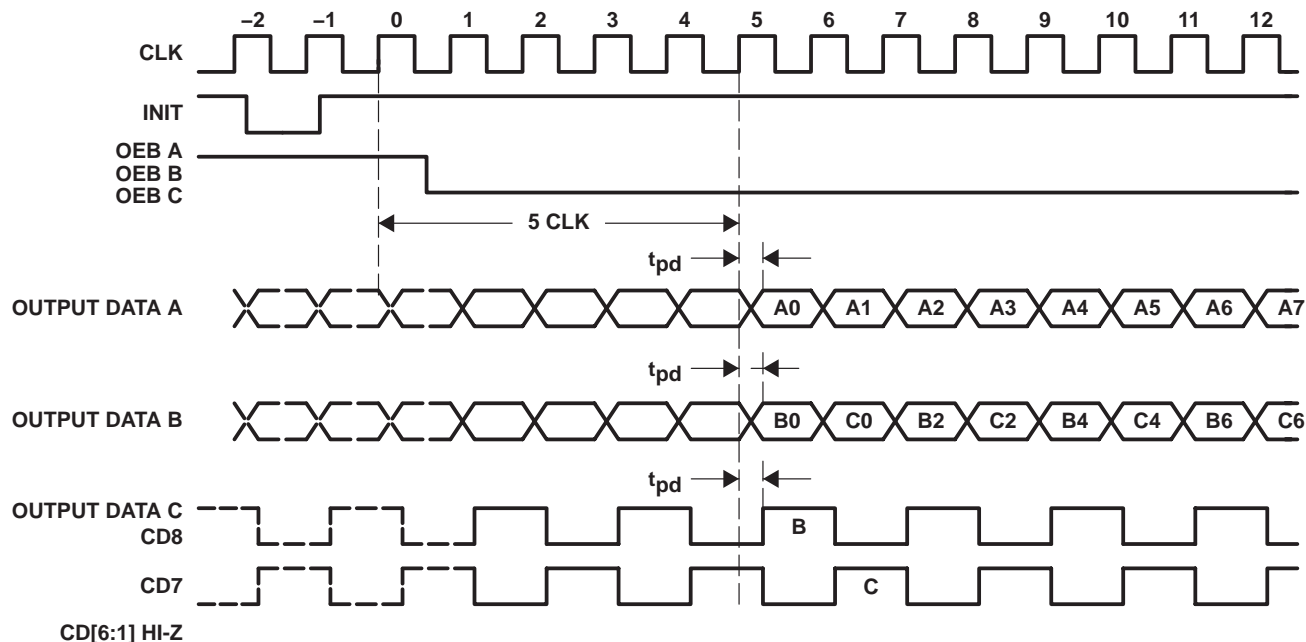 –2 –1 0 1 2 3 4 5 6 7 8 9 10 11 12
CLK
INIT
OEB A
OEB B
OEB C
5 CLK
tpd
OUTPUT DATA A A0 A1 A2 A3 A4 A5 A6 A7
tpd
OUTPUT DATA B B0 C0 B2 C2 B4 C4 B6 C6
tpd
OUTPUT DATA C
CD8 B
CD7 C
CD[6:1] HI-Z